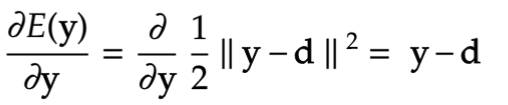 ∂E(y)/∂y = ∂/∂y 1/2 || y – d || ² = y – d